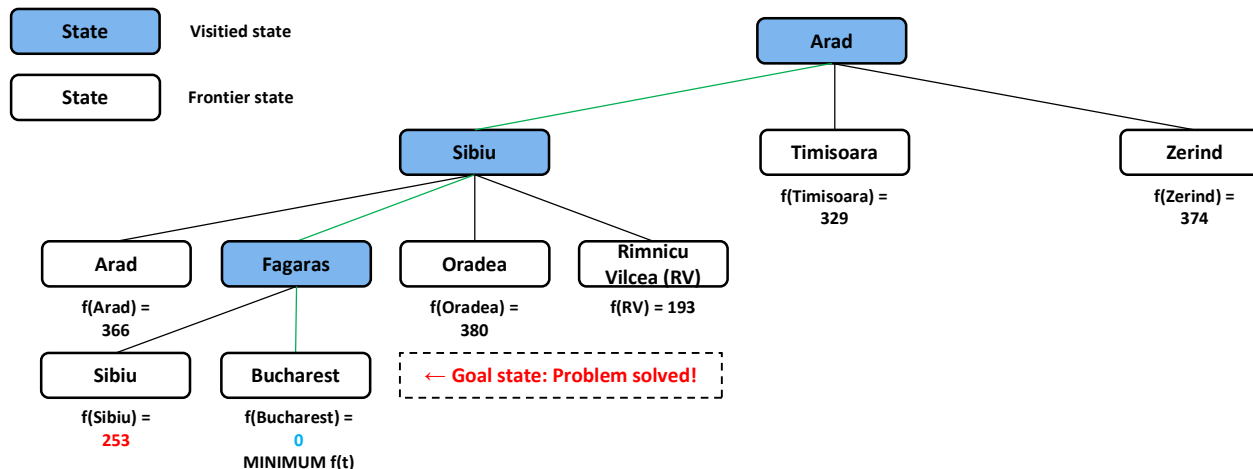 State
Visitied state
Arad
State
Frontier state
Sibiu
Timisoara
Zerind
f(Timisoara) =
329
f(Zerind) =
374
Arad
Fagaras
Oradea
Rimnicu
Vilcea (RV)
f(Arad) =
366
f(Oradea) =
380
f(RV) = 193
Sibiu
Bucharest
← Goal state: Problem solved!
f(Sibiu) =
253
f(Bucharest) =
0
MINIMUM f(t)